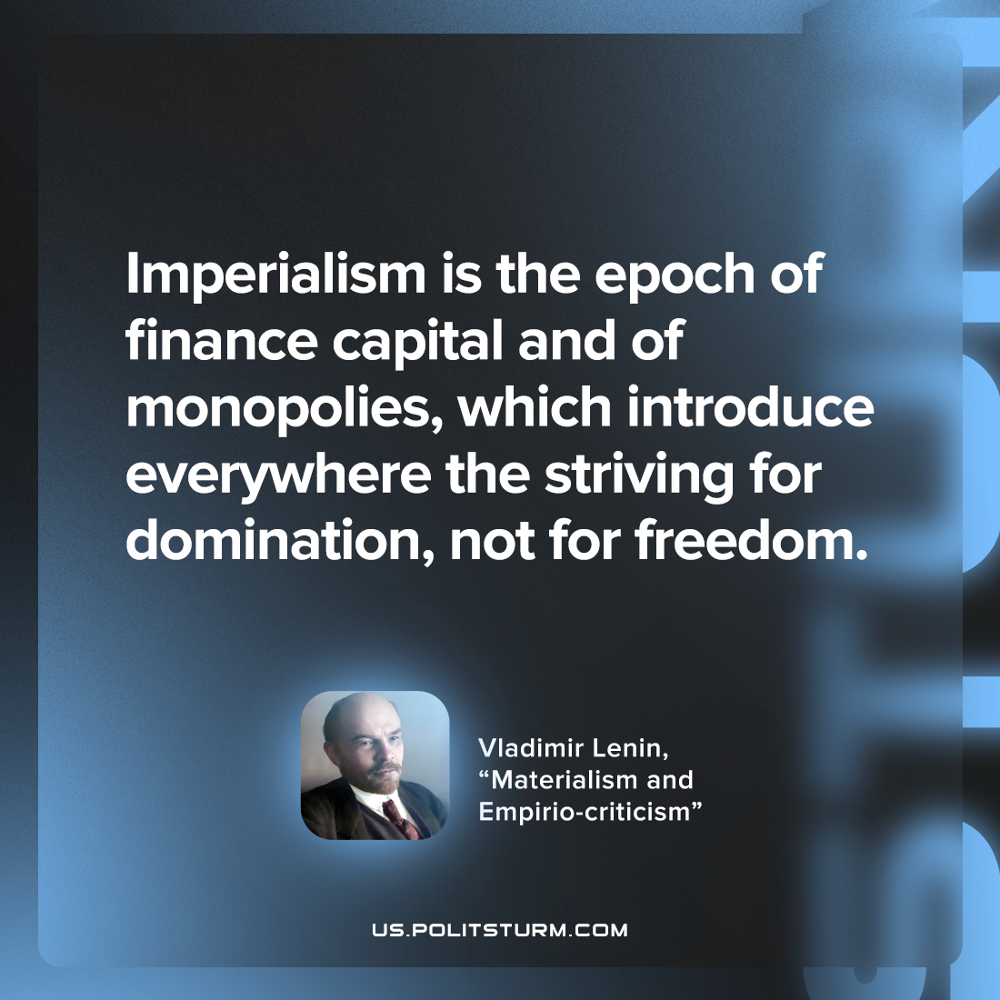 Imperialism is the epoch of
finance capital and of
monopolies, which introduce
everywhere the striving for
domination, not for freedom.
Vladimir Lenin,
“Materialism and
Empirio-criticism”
US.POLITSTURM.COM